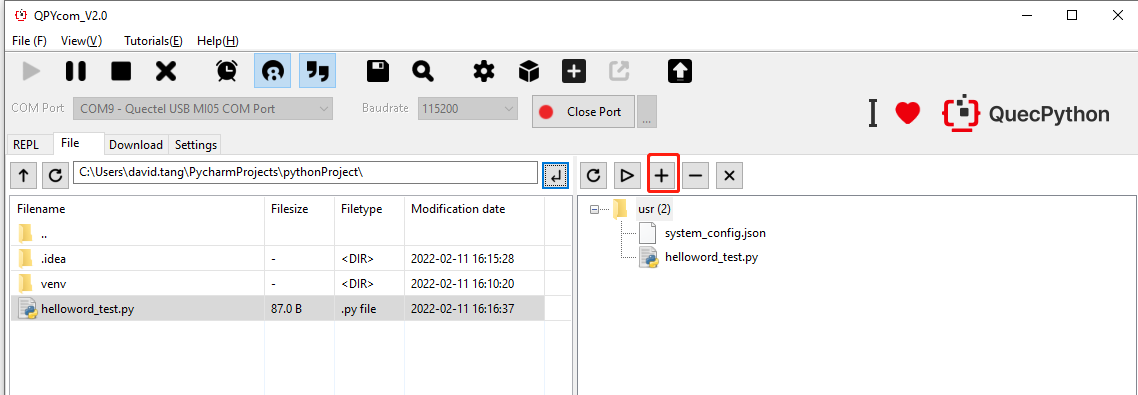 QPYcom_V2.0
File (F) View(V) Tutorials(E) Help(H)
COM Port COM9 - Quectel USB MI05 COM Port Baudrate 115200 Close Port ...
I QuecPython
REPL File Download Settings
C:\Users\david.tang\PycharmProjects\pythonProject\
Filename Filesize Filetype Modification date
..
.idea - <DIR> 2022-02-11 16:15:28
venv - <DIR> 2022-02-11 16:10:20
helloword_test.py 87.0 B .py file 2022-02-11 16:16:37
usr (2)
system_config.json
helloword_test.py